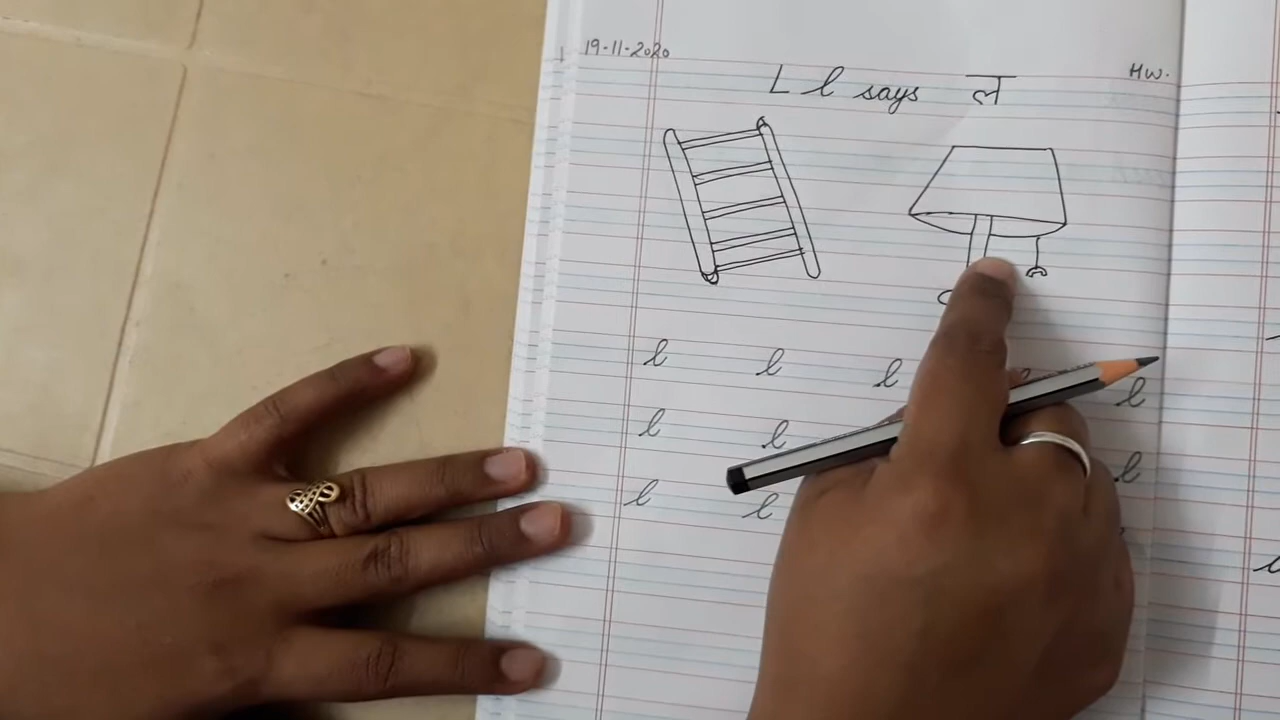 19-11-2020
HW.
L l says ल
l l l l l
l l l
l l